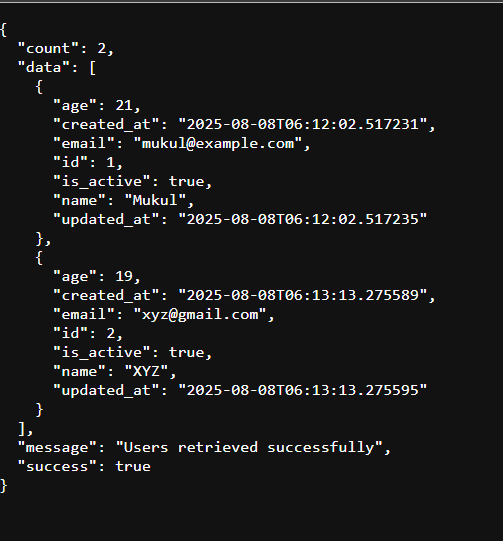 {
  "count": 2,
  "data": [
    {
      "age": 21,
      "created_at": "2025-08-08T06:12:02.517231",
      "email": "mukul@example.com",
      "id": 1,
      "is_active": true,
      "name": "Mukul",
      "updated_at": "2025-08-08T06:12:02.517235"
    },
    {
      "age": 19,
      "created_at": "2025-08-08T06:13:13.275589",
      "email": "xyz@gmail.com",
      "id": 2,
      "is_active": true,
      "name": "XYZ",
      "updated_at": "2025-08-08T06:13:13.275595"
    }
  ],
  "message": "Users retrieved successfully",
  "success": true
}